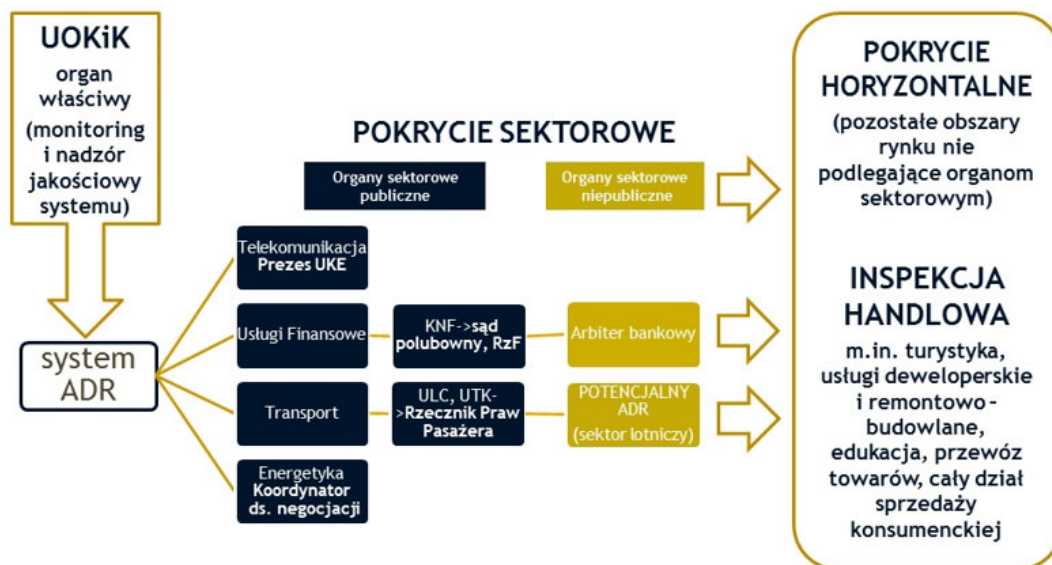 UOKiK
organ
właściwy
(monitoring
i nadzór
jakościowy
systemu)
system
ADR
POKRYCIE SEKTOROWE
Organy sektorowe
publiczne
Organy sektorowe
niepubliczne
Telekomunikacja
Prezes UKE
Usługi Finansowe
KNF->sąd
polubowny, RzF
Arbiter bankowy
Transport
ULC, UTK-
>Rzecznik Praw
Pasażera
POTENCJALNY
ADR
(sektor lotniczy)
Energetyka
Koordynator
ds. negocjacji
POKRYCIE
HORYZONTALNE
(pozostałe obszary
rynku nie
podlegające organom
sektorowym)
INSPEKCJA
HANDLOWA
m.in. turystyka,
usługi deweloperskie
i remontowo–
budowlane,
edukacja, przewóz
towarów, cały dział
sprzedaży
konsumenckiej